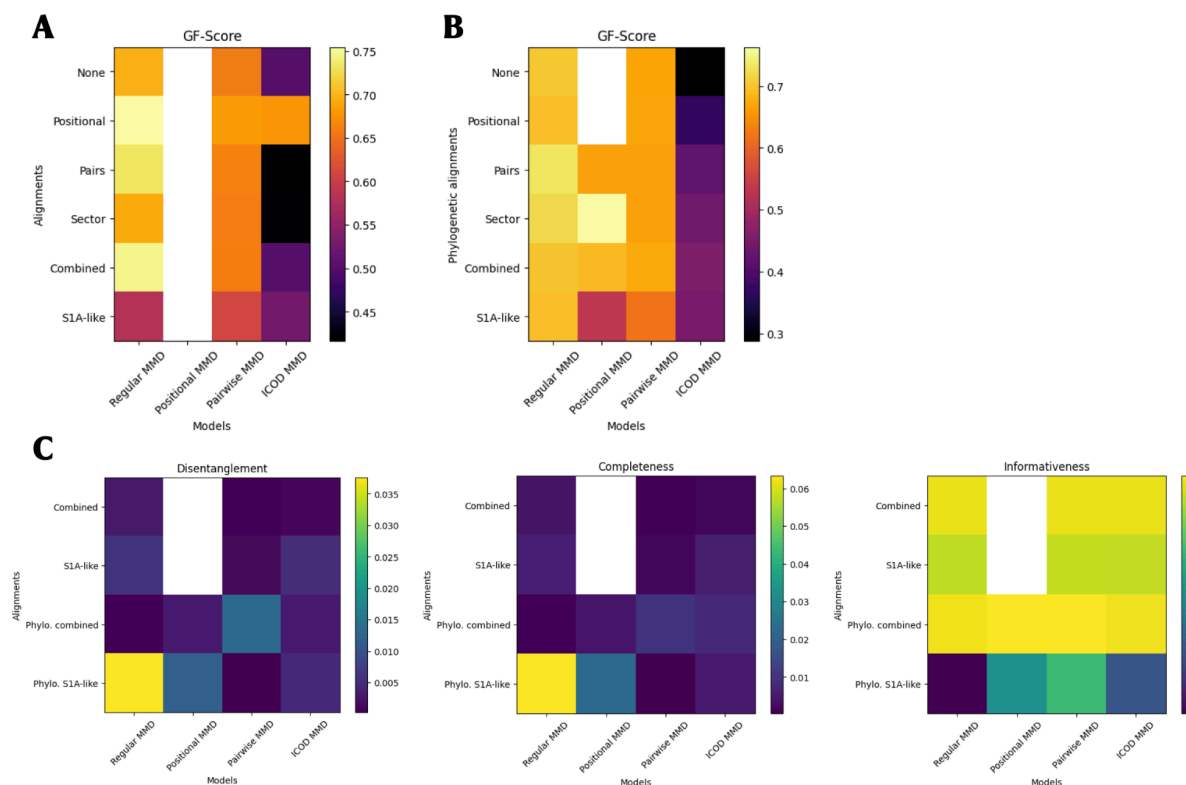 A
GF-Score
None
Positional
Pairs
Sector
Combined
S1A-like
Alignments
0.75
0.70
0.65
0.60
0.55
0.50
0.45
Regular MMD
Positional MMD
Pairwise MMD
ICOD MMD
Models
B
GF-Score
None
Positional
Pairs
Sector
Combined
S1A-like
Phylogenetic alignments
0.7
0.6
0.5
0.4
0.3
Regular MMD
Positional MMD
Pairwise MMD
ICOD MMD
Models
C
Disentanglement
Combined
S1A-like
Phylo. combined
Phylo. S1A-like
Alignments
0.035
0.030
0.025
0.020
0.015
0.010
0.005
Regular MMD
Positional MMD
Pairwise MMD
ICOD MMD
Models
Completeness
Combined
S1A-like
Phylo. combined
Phylo. S1A-like
Alignments
0.06
0.05
0.04
0.03
0.02
0.01
Regular MMD
Positional MMD
Pairwise MMD
ICOD MMD
Models
Informativeness
Combined
S1A-like
Phylo. combined
Phylo. S1A-like
Alignments
Regular MMD
Positional MMD
Pairwise MMD
ICOD MMD
Models